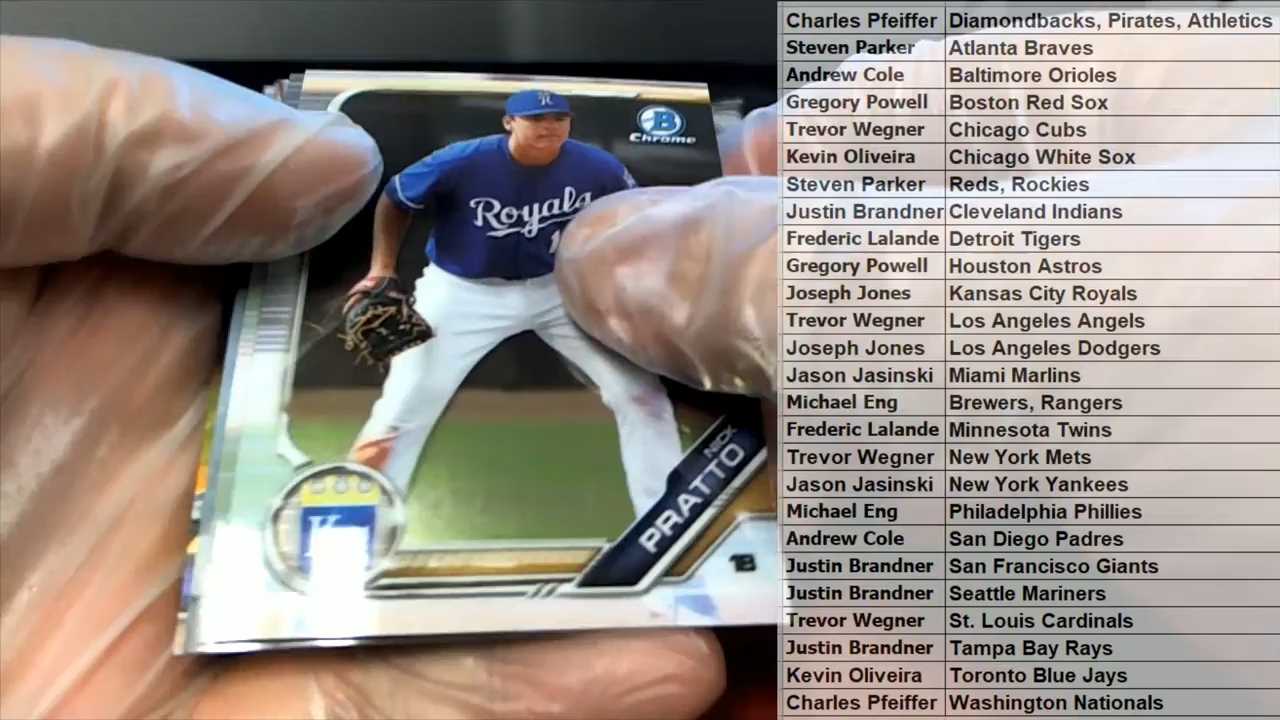 R
B
Chrome
Royals
NICK
PRATTO
1B
Charles Pfeiffer Diamondbacks, Pirates, Athletics
Steven Parker Atlanta Braves
Andrew Cole Baltimore Orioles
Gregory Powell Boston Red Sox
Trevor Wegner Chicago Cubs
Kevin Oliveira Chicago White Sox
Steven Parker Reds, Rockies
Justin Brandner Cleveland Indians
Frederic Lalande Detroit Tigers
Gregory Powell Houston Astros
Joseph Jones Kansas City Royals
Trevor Wegner Los Angeles Angels
Joseph Jones Los Angeles Dodgers
Jason Jasinski Miami Marlins
Michael Eng Brewers, Rangers
Frederic Lalande Minnesota Twins
Trevor Wegner New York Mets
Jason Jasinski New York Yankees
Michael Eng Philadelphia Phillies
Andrew Cole San Diego Padres
Justin Brandner San Francisco Giants
Justin Brandner Seattle Mariners
Trevor Wegner St. Louis Cardinals
Justin Brandner Tampa Bay Rays
Kevin Oliveira Toronto Blue Jays
Charles Pfeiffer Washington Nationals